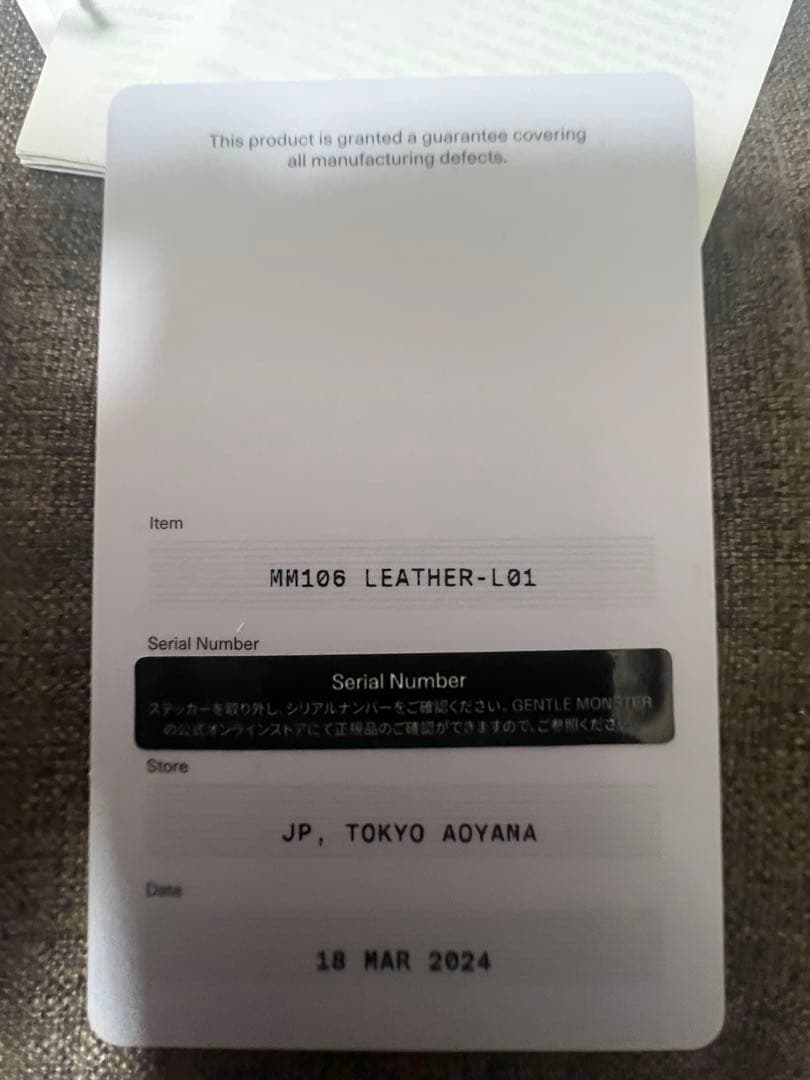 This product is granted a guarantee covering
all manufacturing defects.
Item
MM106 LEATHER-L01
Serial Number
Serial Number
ステッカーを取り外し、シリアルナンバーをご確認ください。GENTLE MONSTER
の公式オンラインストアにて正規品のご確認ができますので、ご参照くださ
Store
JP, TOKYO AOYAMA
Date
18 MAR 2024